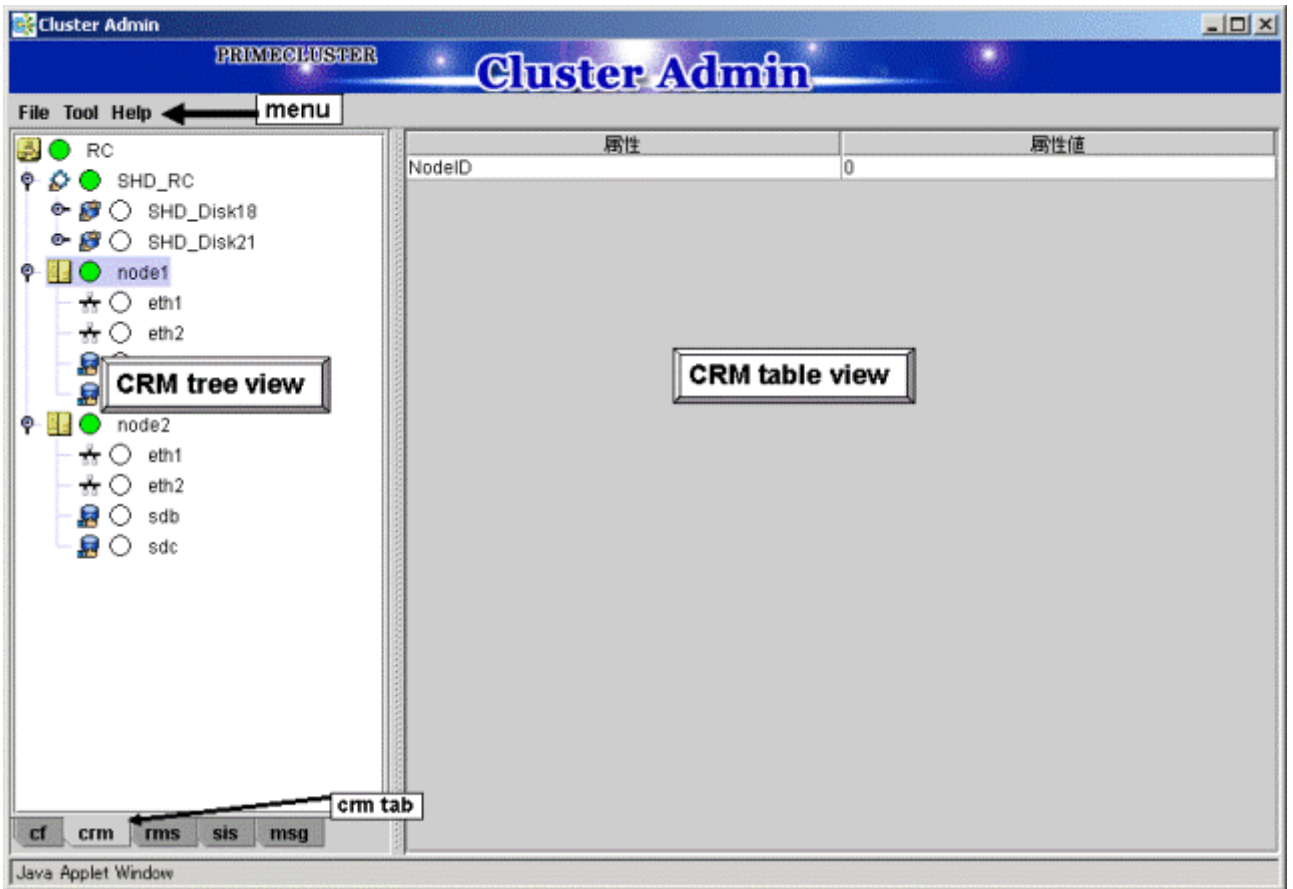 Cluster Admin
PRIMECLUSTER
Cluster Admin
File Tool Help
menu
RC
SHD_RC
SHD_Disk18
SHD_Disk21
node1
eth1
eth2
CRM tree view
node2
eth1
eth2
sdb
sdc
属性 属性值
NodeID 0
CRM table view
crm tab
cf crm rms sis msg
Java Applet Window